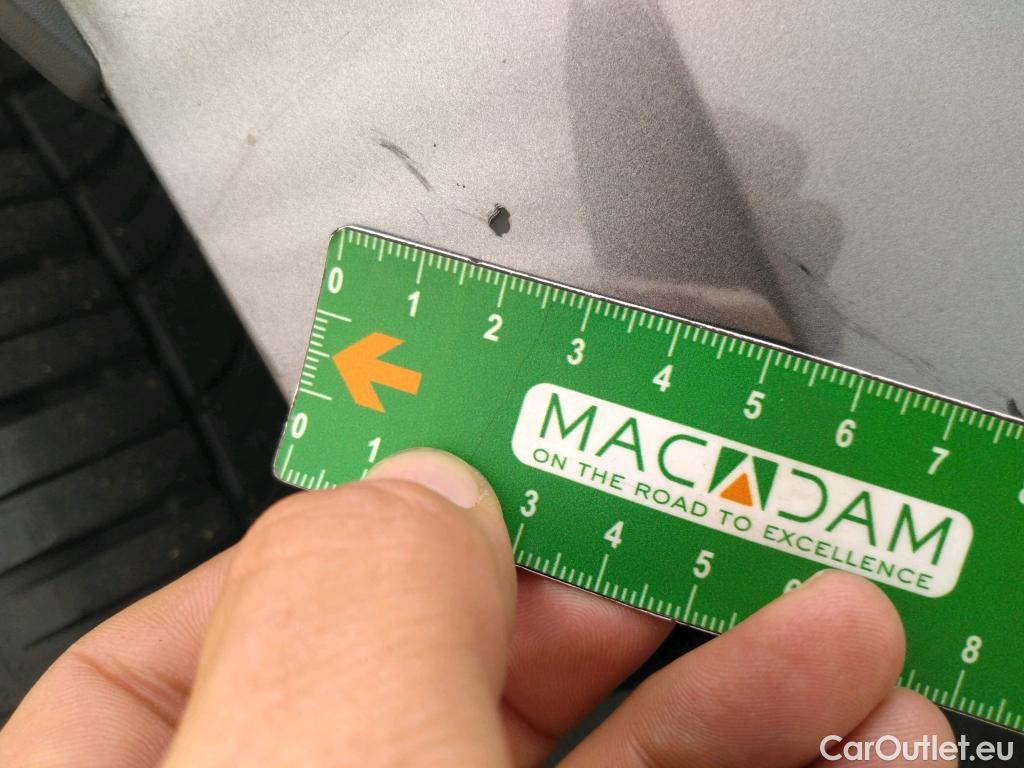 0 1 2 3 4 5 6 7
MACADAM
ON THE ROAD TO EXCELLENCE
0 1 3 4 5 8
CarOutlet.eu